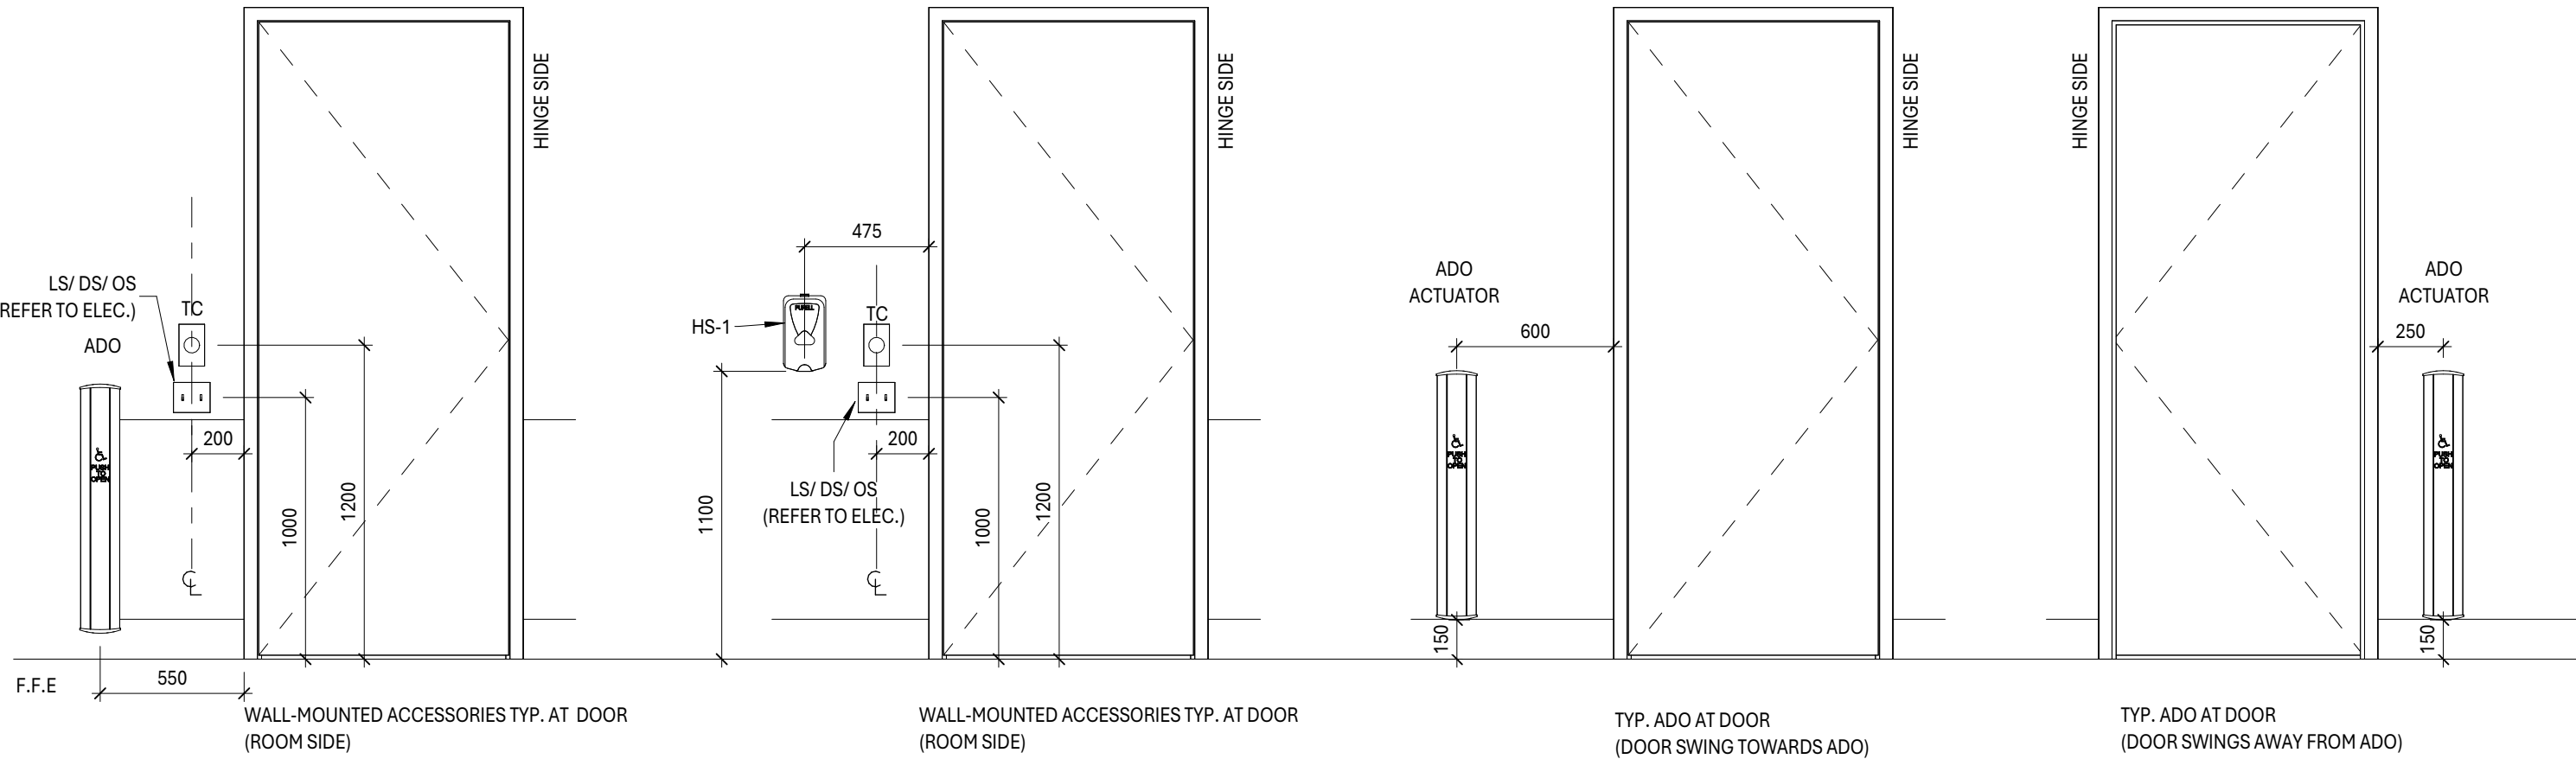 HINGE SIDE
LS/ DS/ OS
REFER TO ELEC.)
TC
ADO
PUSH
TO
OPEN
200
1000
1200
F.F.E
550
WALL-MOUNTED ACCESSORIES TYP. AT DOOR
(ROOM SIDE)
HINGE SIDE
475
HS-1
PURELL
TC
200
LS/ DS/ OS
(REFER TO ELEC.)
1100
1000
1200
WALL-MOUNTED ACCESSORIES TYP. AT DOOR
(ROOM SIDE)
HINGE SIDE
ADO
ACTUATOR
600
PUSH
TO
OPEN
150
TYP. ADO AT DOOR
(DOOR SWING TOWARDS ADO)
HINGE SIDE
ADO
ACTUATOR
250
PUSH
TO
OPEN
150
TYP. ADO AT DOOR
(DOOR SWINGS AWAY FROM ADO)